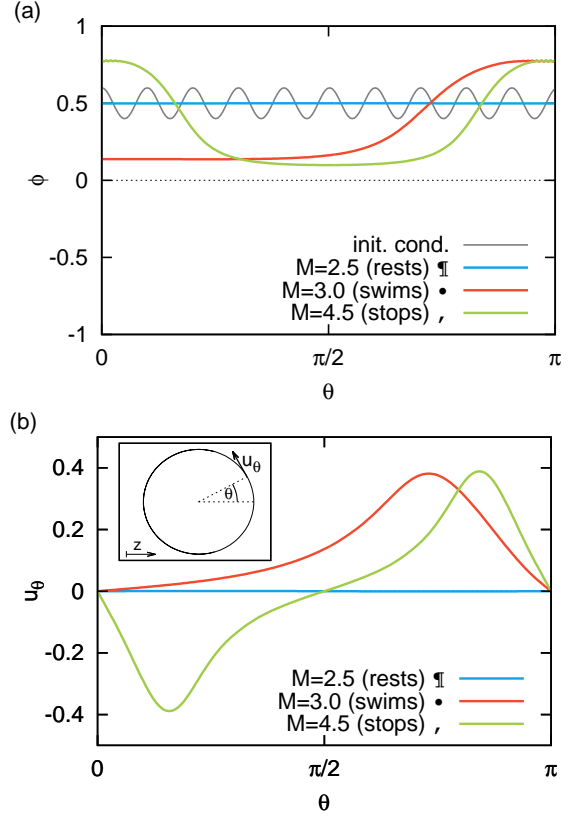 (a)
1
0.5
0
-0.5
-1
ϕ
init. cond.
M=2.5 (rests) ¶
M=3.0 (swims) •
M=4.5 (stops) ,
0
π/2
π
θ
(b)
0.4
0.2
0
-0.2
-0.4
u_θ
u_θ
θ
z
M=2.5 (rests) ¶
M=3.0 (swims) •
M=4.5 (stops) ,
0
π/2
π
θ